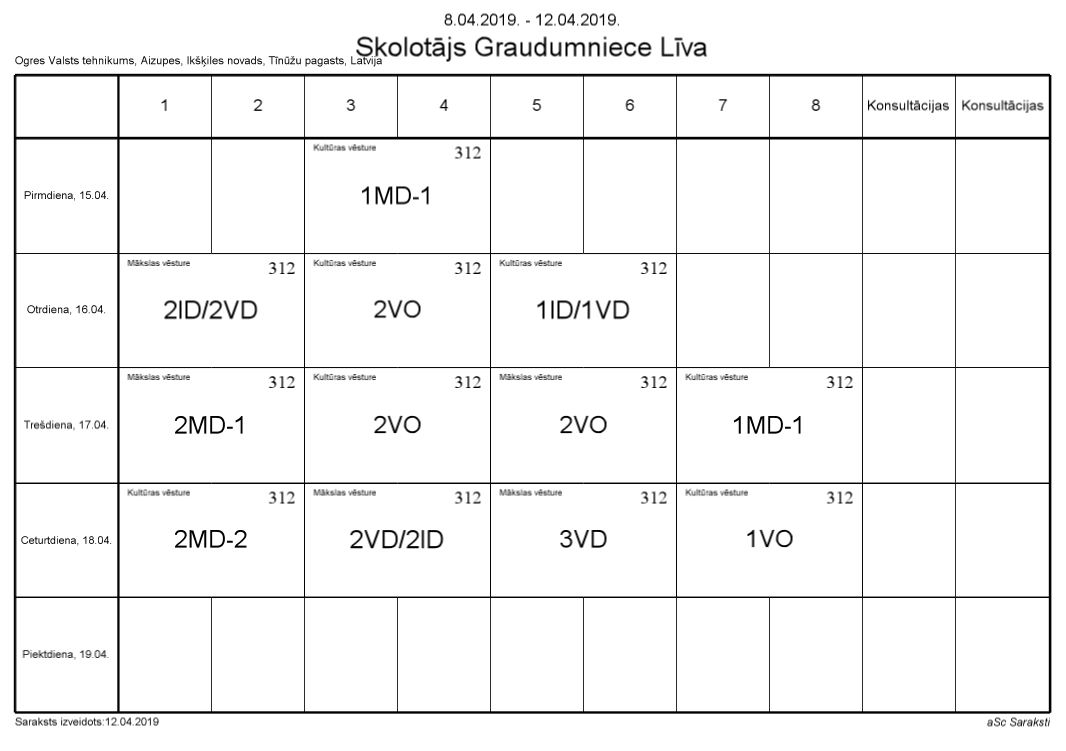 8.04.2019. - 12.04.2019.
Skolotājs Graudumniece Līva
Ogres Valsts tehnikums, Aizupes, Ikšķiles novads, Tīnūžu pagasts, Latvija
1 2 3 4 5 6 7 8 Konsultācijas Konsultācijas
Kultūras vēsture 312
Pirmdiena, 15.04. 1MD-1
Mākslas vēsture 312 Kultūras vēsture 312 Kultūras vēsture 312
Otrdiena, 16.04. 2ID/2VD 2VO 1ID/1VD
Mākslas vēsture 312 Kultūras vēsture 312 Mākslas vēsture 312 Kultūras vēsture 312
Trešdiena, 17.04. 2MD-1 2VO 2VO 1MD-1
Kultūras vēsture 312 Mākslas vēsture 312 Mākslas vēsture 312 Kultūras vēsture 312
Ceturtdiena, 18.04. 2MD-2 2VD/2ID 3VD 1VO
Piektdiena, 19.04.
Saraksts izveidots:12.04.2019 aSc Saraksti